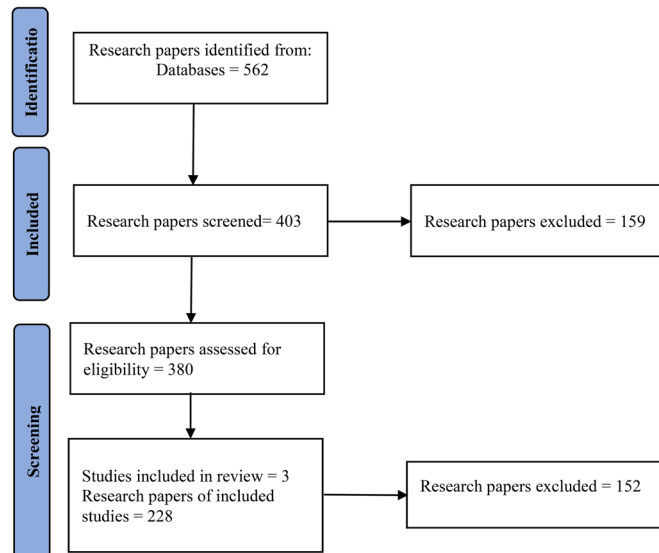 Identificatio
Research papers identified from:
Databases = 562
Included
Research papers screened= 403
Research papers excluded = 159
Screening
Research papers assessed for
eligibility = 380
Studies included in review = 3
Research papers of included
studies = 228
Research papers excluded = 152